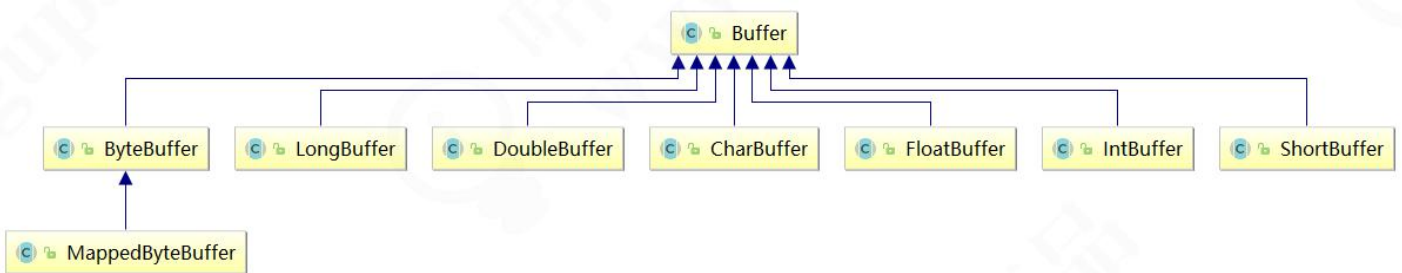 Buffer
ByteBuffer LongBuffer DoubleBuffer CharBuffer FloatBuffer IntBuffer ShortBuffer
MappedByteBuffer